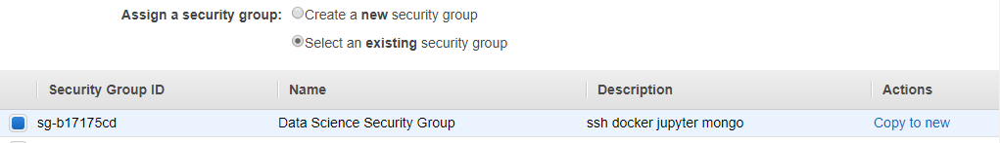 Assign a security group: Create a new security group
Select an existing security group
Security Group ID Name Description Actions
sg-b17175cd Data Science Security Group ssh docker jupyter mongo Copy to new